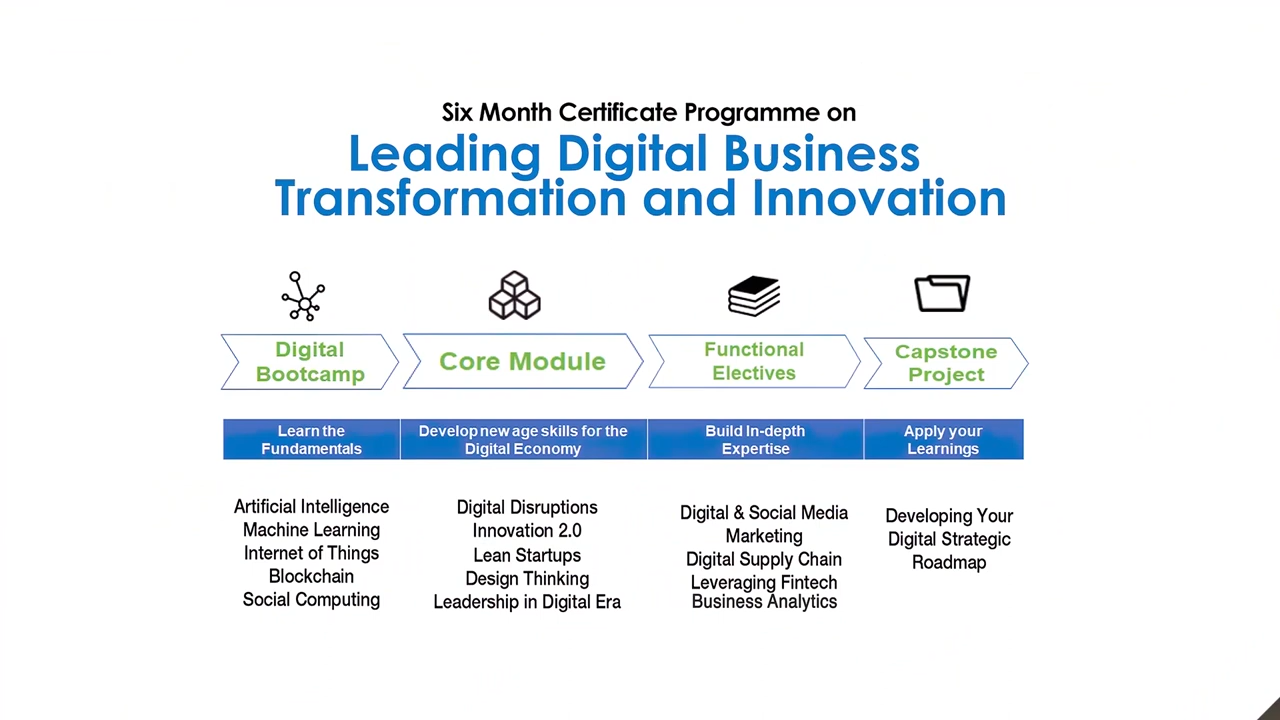 Six Month Certificate Programme on
Leading Digital Business
Transformation and Innovation
Digital
Bootcamp
Core Module
Functional
Electives
Capstone
Project
Learn the
Fundamentals
Develop new age skills for the
Digital Economy
Build In-depth
Expertise
Apply your
Learnings
Artificial Intelligence
Machine Learning
Internet of Things
Blockchain
Social Computing
Digital Disruptions
Innovation 2.0
Lean Startups
Design Thinking
Leadership in Digital Era
Digital & Social Media
Marketing
Digital Supply Chain
Leveraging Fintech
Business Analytics
Developing Your
Digital Strategic
Roadmap